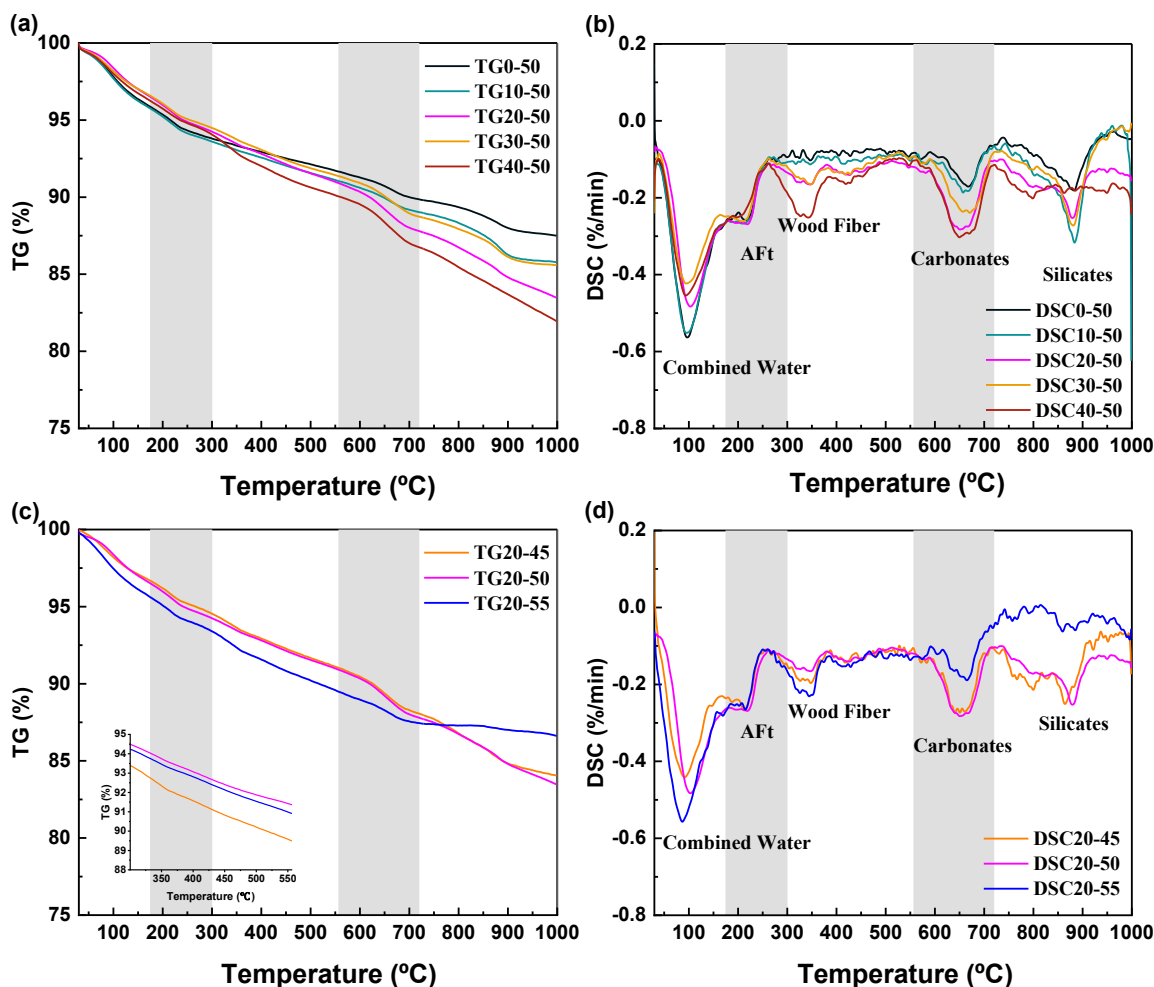 (a)
100
95
90
85
80
75
TG (%)
TG0-50
TG10-50
TG20-50
TG30-50
TG40-50
100 200 300 400 500 600 700 800 900 1000
Temperature (ºC)
(b)
0.2
0.0
-0.2
-0.4
-0.6
-0.8
DSC (%/min)
Wood Fiber
AFt
Carbonates
Silicates
Combined Water
DSC0-50
DSC10-50
DSC20-50
DSC30-50
DSC40-50
100 200 300 400 500 600 700 800 900 1000
Temperature (ºC)
(c)
100
95
90
85
80
75
TG (%)
TG20-45
TG20-50
TG20-55
95
94
93
92
91
90
89
88
TG (%)
350 400 450 500 550
Temperature (℃)
100 200 300 400 500 600 700 800 900 1000
Temperature (ºC)
(d)
0.2
0.0
-0.2
-0.4
-0.6
-0.8
DSC (%/min)
Wood Fiber
AFt
Carbonates
Silicates
Combined Water
DSC20-45
DSC20-50
DSC20-55
100 200 300 400 500 600 700 800 900 1000
Temperature (ºC)